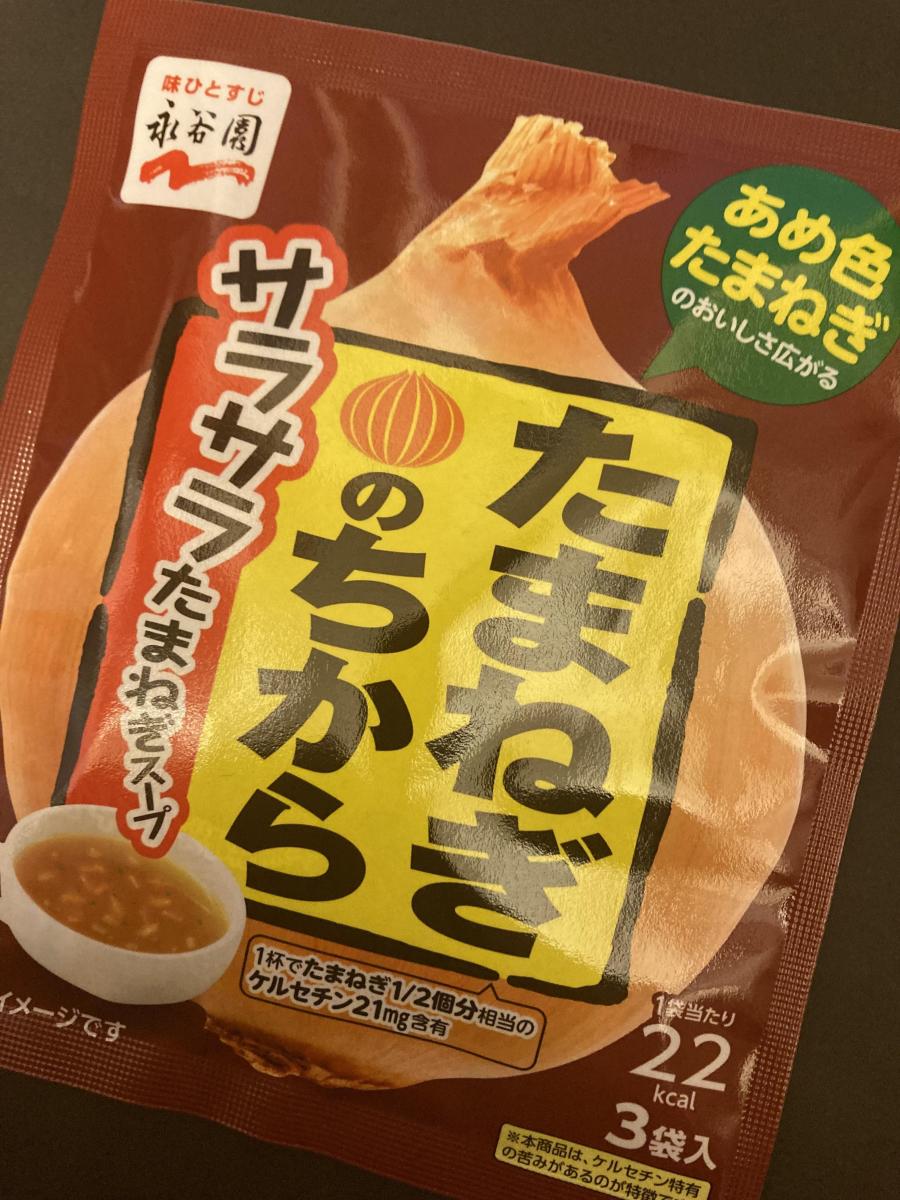 味ひとすじ
永谷園
あめ色
たまねぎ
のおいしさ広がる
サラサラたまねぎスープ
たまねぎ
のちから
1杯でたまねぎ1/2個分相当の
ケルセチン21mg含有
イメージです
1袋当たり
22
kcal
3袋入
※本商品は、ケルセチン特有
の苦みがあるのが特徴で